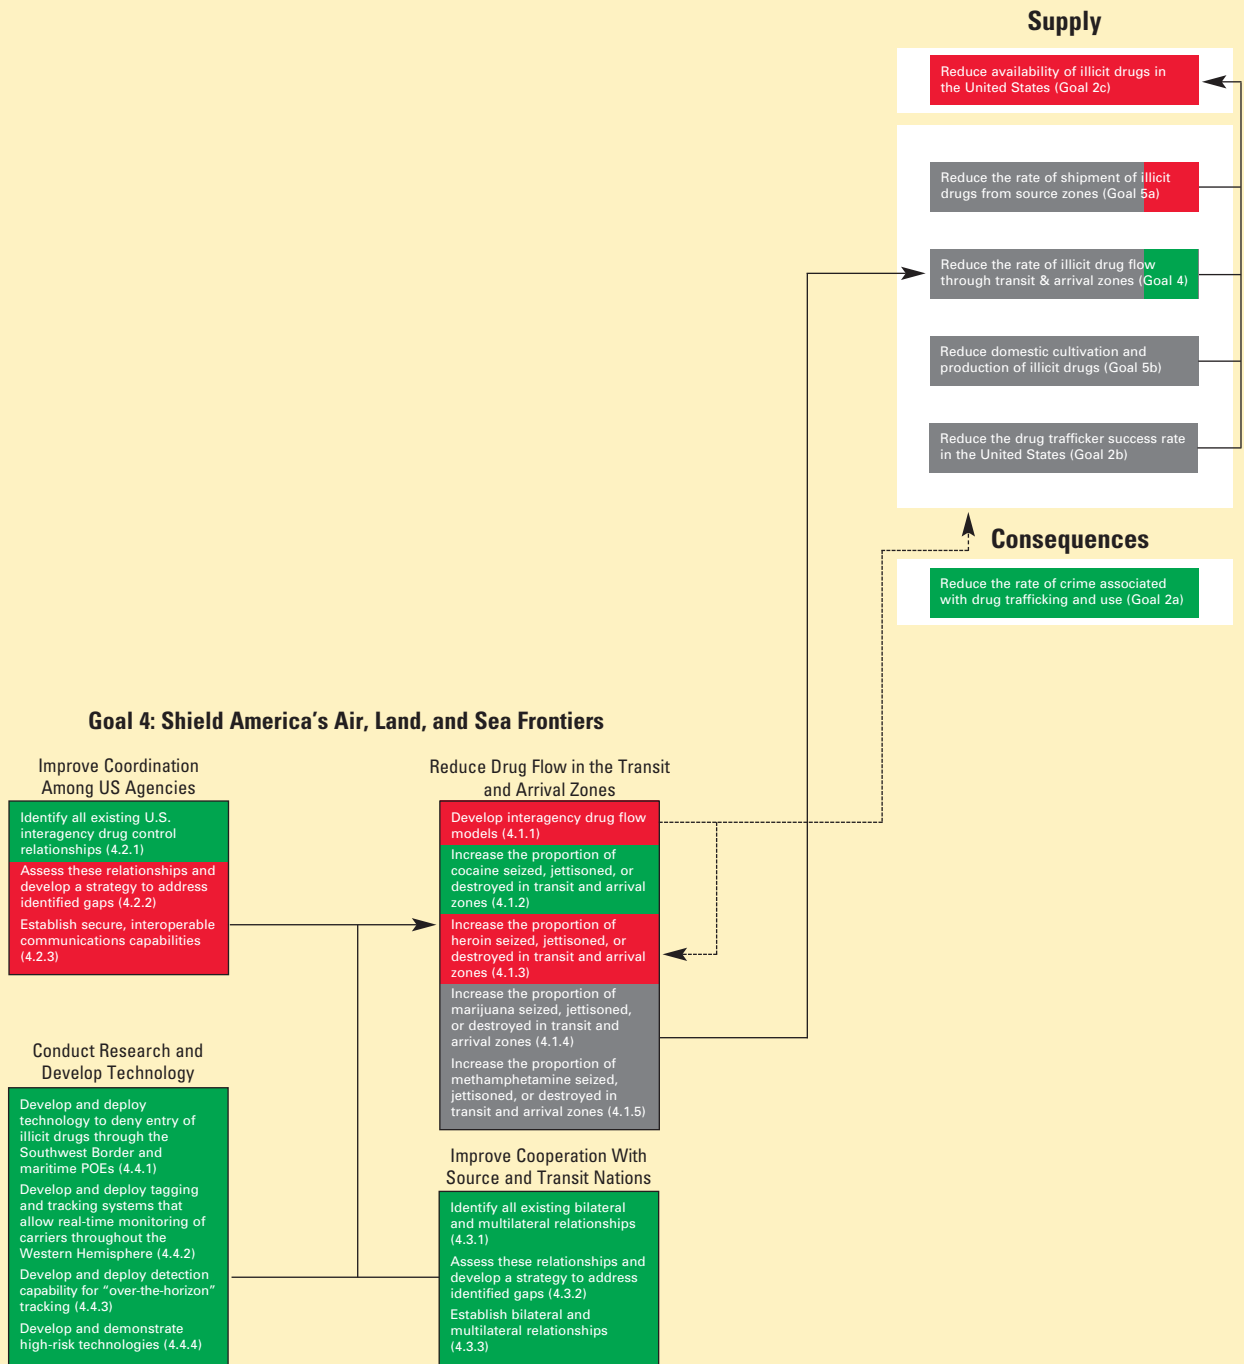 Supply
Reduce availability of illicit drugs in
the United States (Goal 2c)
Reduce the rate of shipment of illicit
drugs from source zones (Goal 5a)
Reduce the rate of illicit drug flow
through transit & arrival zones (Goal 4)
Reduce domestic cultivation and
production of illicit drugs (Goal 5b)
Reduce the drug trafficker success rate
in the United States (Goal 2b)
Consequences
Reduce the rate of crime associated
with drug trafficking and use (Goal 2a)
Goal 4: Shield America’s Air, Land, and Sea Frontiers
Improve Coordination
Among US Agencies
Identify all existing U.S.
interagency drug control
relationships (4.2.1)
Assess these relationships and
develop a strategy to address
identified gaps (4.2.2)
Establish secure, interoperable
communications capabilities
(4.2.3)
Conduct Research and
Develop Technology
Develop and deploy
technology to deny entry of
illicit drugs through the
Southwest Border and
maritime POEs (4.4.1)
Develop and deploy tagging
and tracking systems that
allow real-time monitoring of
carriers throughout the
Western Hemisphere (4.4.2)
Develop and deploy detection
capability for “over-the-horizon”
tracking (4.4.3)
Develop and demonstrate
high-risk technologies (4.4.4)
Reduce Drug Flow in the Transit
and Arrival Zones
Develop interagency drug flow
models (4.1.1)
Increase the proportion of
cocaine seized, jettisoned, or
destroyed in transit and arrival
zones (4.1.2)
Increase the proportion of
heroin seized, jettisoned, or
destroyed in transit and arrival
zones (4.1.3)
Increase the proportion of
marijuana seized, jettisoned,
or destroyed in transit and
arrival zones (4.1.4)
Increase the proportion of
methamphetamine seized,
jettisoned, or destroyed in
transit and arrival zones (4.1.5)
Improve Cooperation With
Source and Transit Nations
Identify all existing bilateral
and multilateral relationships
(4.3.1)
Assess these relationships and
develop a strategy to address
identified gaps (4.3.2)
Establish bilateral and
multilateral relationships
(4.3.3)